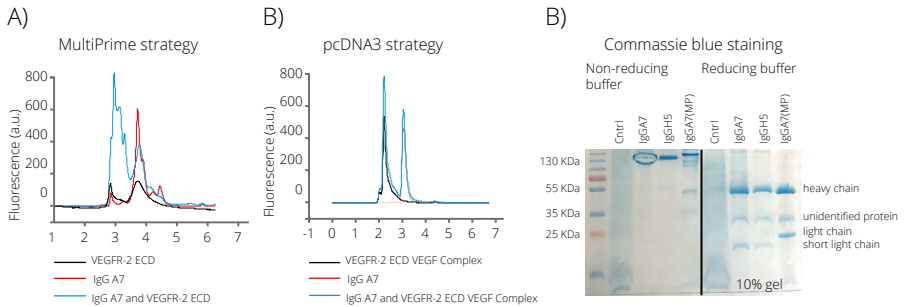 A)
MultiPrime strategy
Fluorescence (a.u.)
800
600
400
200
0
1 2 3 4 5 6 7
VEGFR-2 ECD
IgG A7
IgG A7 and VEGFR-2 ECD
B)
pcDNA3 strategy
Fluorescence (a.u.)
800
600
400
200
0
-1 0 1 2 3 4 5 6 7
VEGFR-2 ECD VEGF Complex
IgG A7
IgG A7 and VEGFR-2 ECD VEGF Complex
B)
Commassie blue staining
Non-reducing buffer
Reducing buffer
Cntrl IgGA7 IgGH5 IgGA7(MP) Cntrl IgGA7 IgGH5 IgGA7(MP)
130 KDa
55 KDa
35 KDa
25 KDa
heavy chain
unidentified protein
light chain
short light chain
10% gel